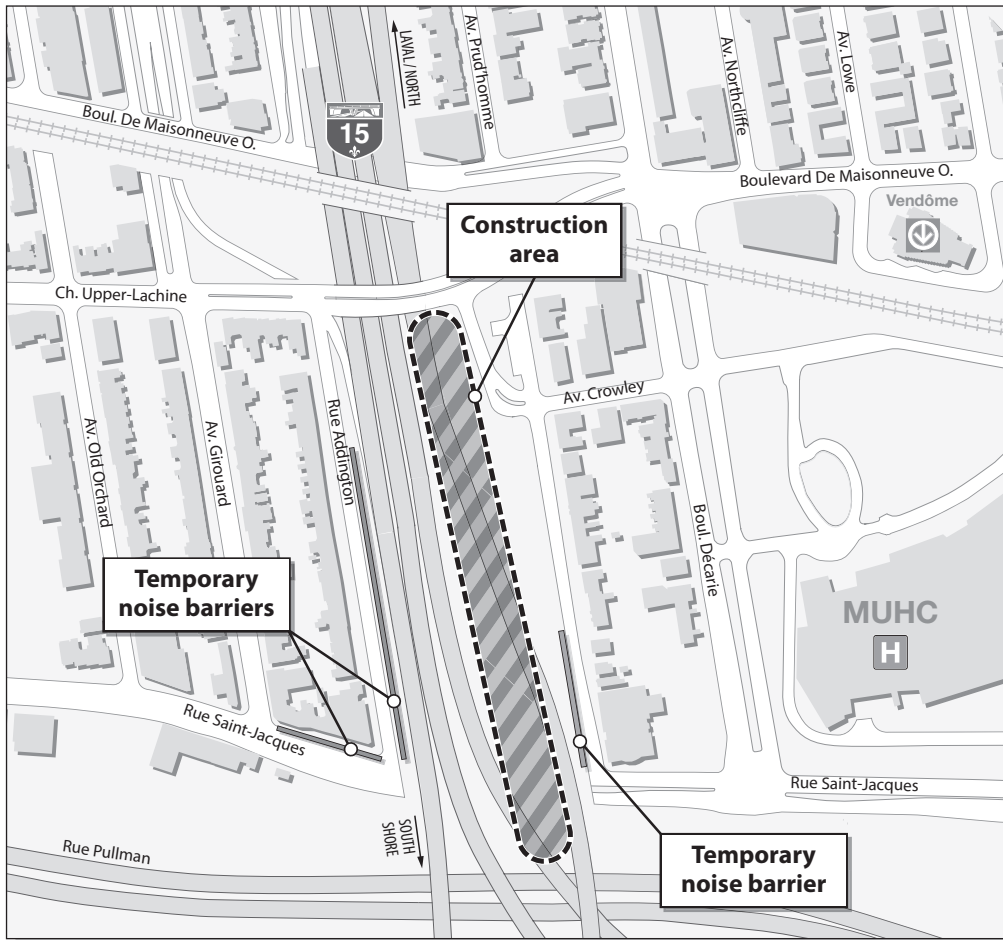 LAVAL/NORTH
Av. Prud'homme
Av. Northcliffe
Av. Lowe
Boul. De Maisonneuve O.
15
Boulevard De Maisonneuve O.
Vendôme
Construction
area
Ch. Upper-Lachine
Av. Crowley
Rue Addington
Av. Old Orchard
Av. Girouard
Boul. Décarie
Temporary
noise barriers
MUHC
H
Rue Saint-Jacques
Rue Saint-Jacques
SOUTH
SHORE
Rue Pullman
Temporary
noise barrier